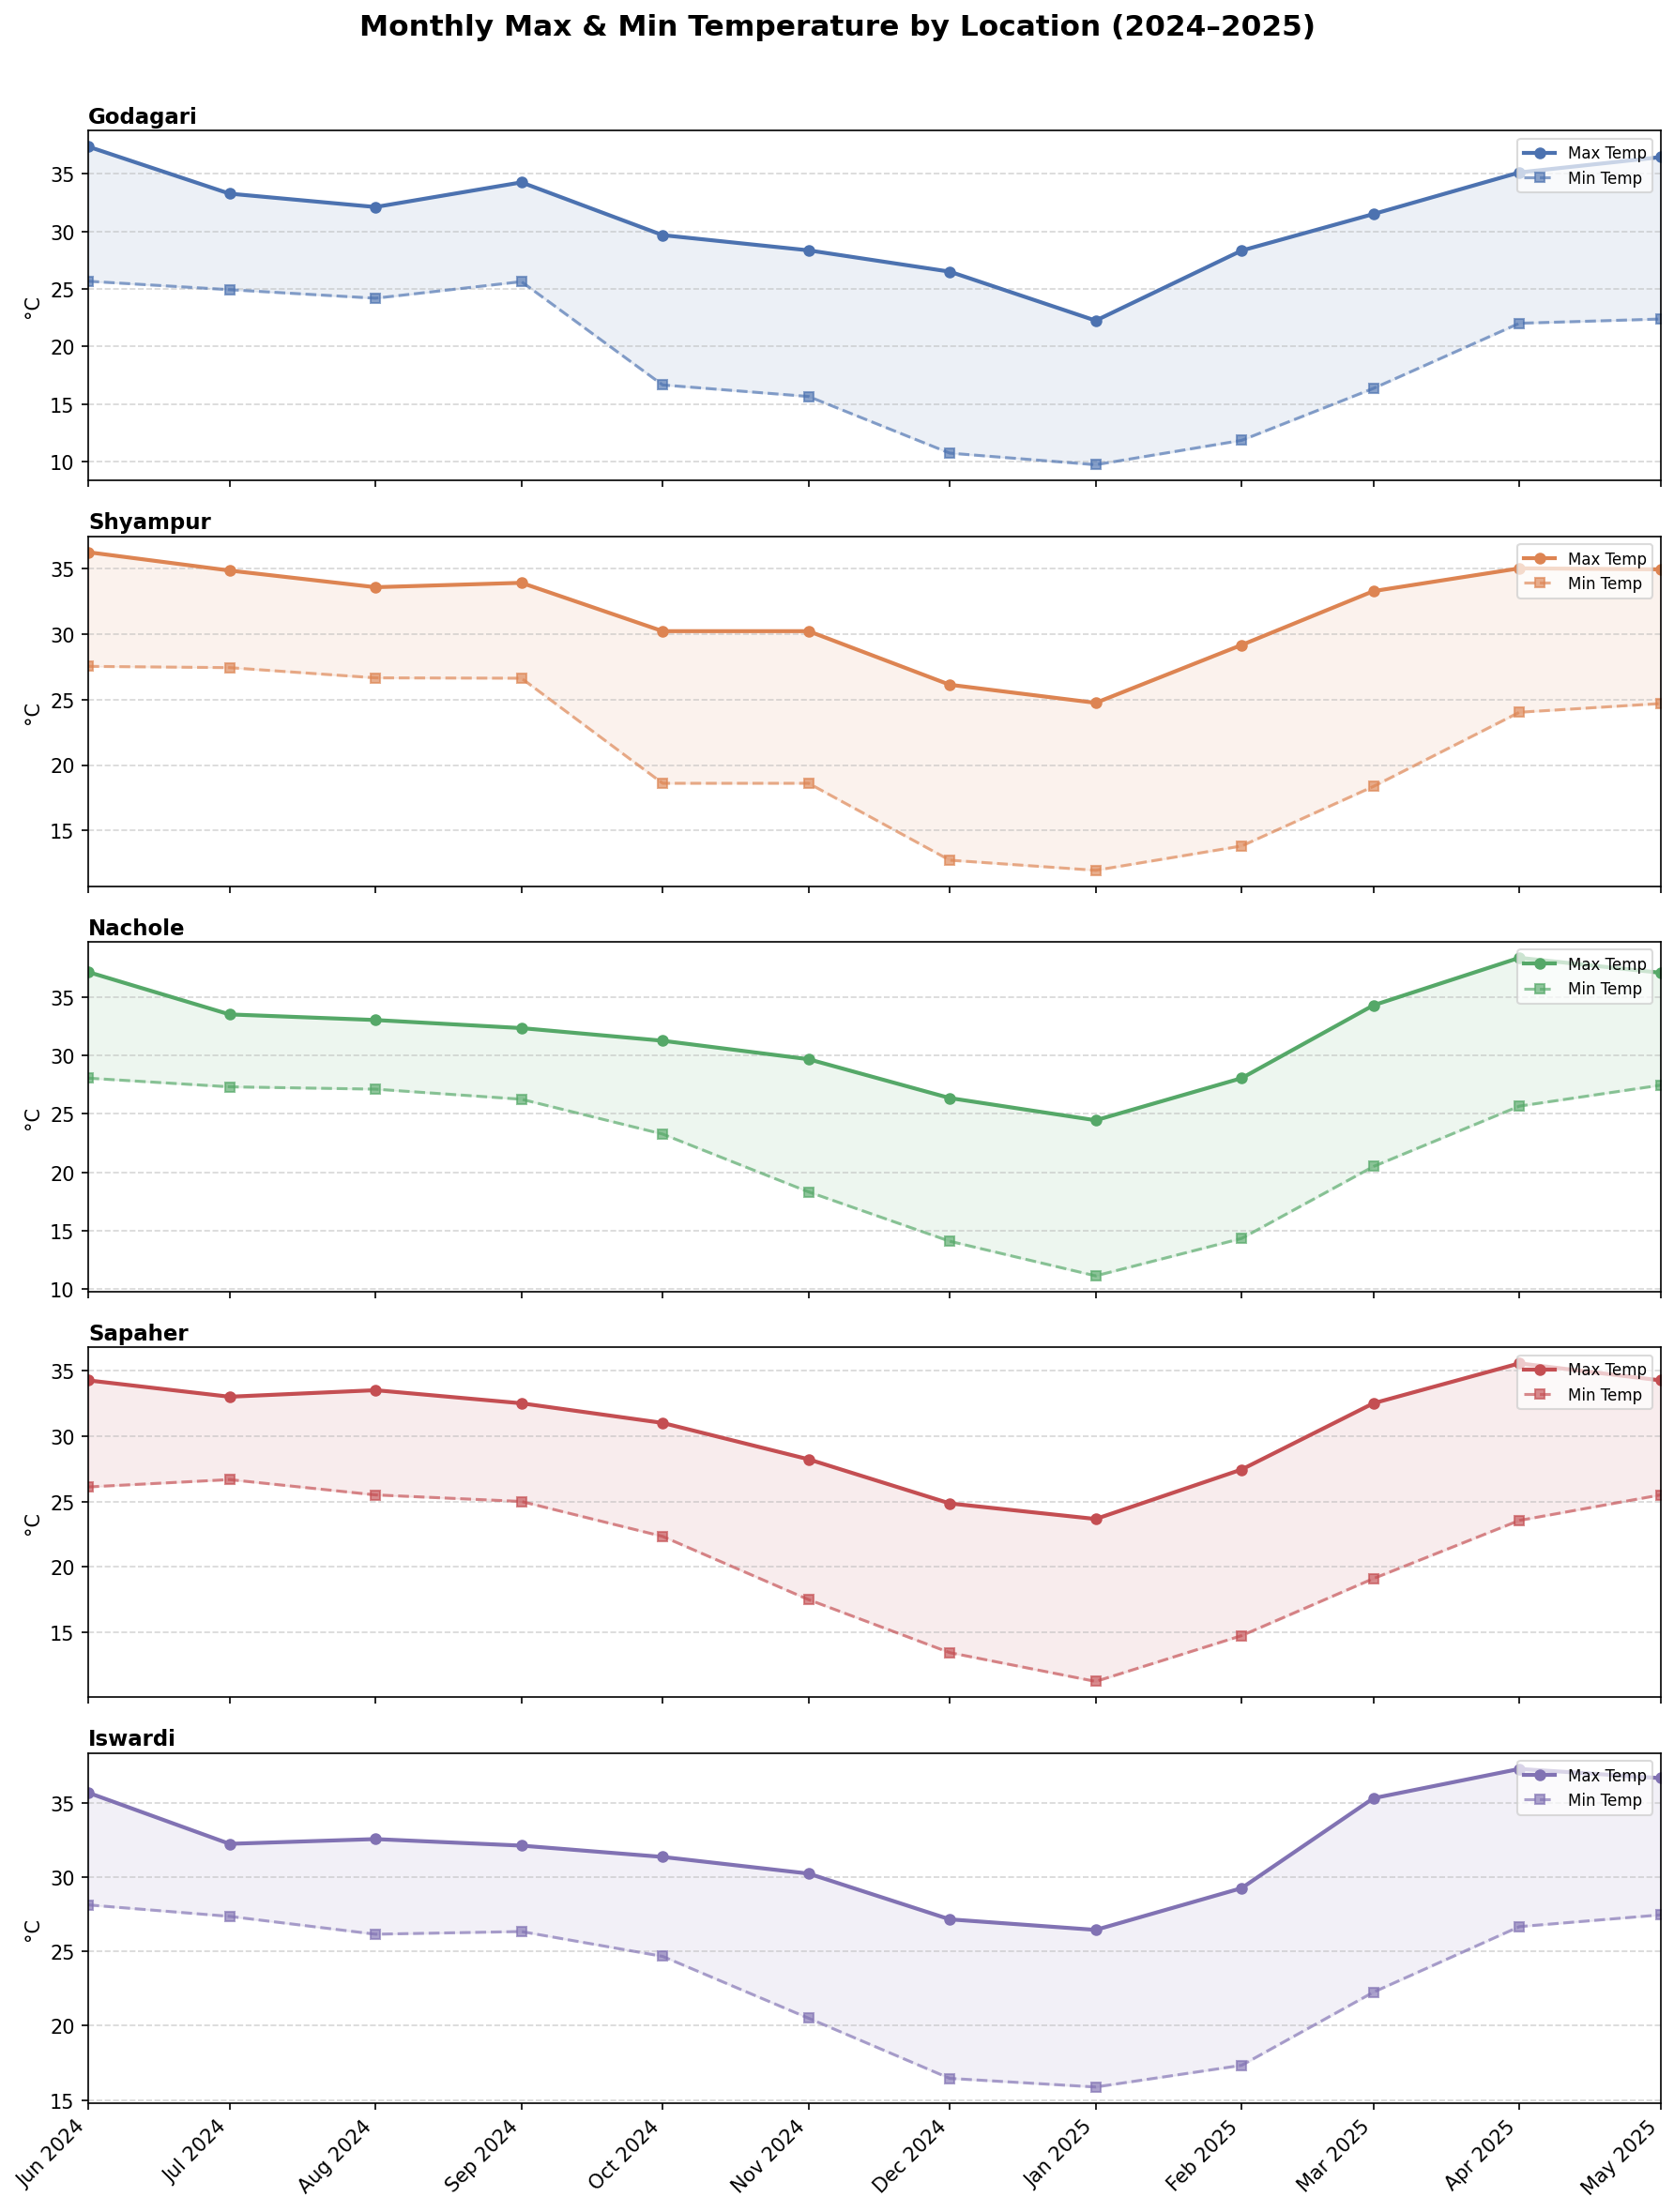 Monthly Max & Min Temperature by Location (2024–2025)
Godagari
Max Temp
Min Temp
35
30
25
20
15
10
°C
Shyampur
Max Temp
Min Temp
35
30
25
20
15
°C
Nachole
Max Temp
Min Temp
35
30
25
20
15
10
°C
Sapaher
Max Temp
Min Temp
35
30
25
20
15
°C
Iswardi
Max Temp
Min Temp
35
30
25
20
15
°C
Jun 2024
Jul 2024
Aug 2024
Sep 2024
Oct 2024
Nov 2024
Dec 2024
Jan 2025
Feb 2025
Mar 2025
Apr 2025
May 2025